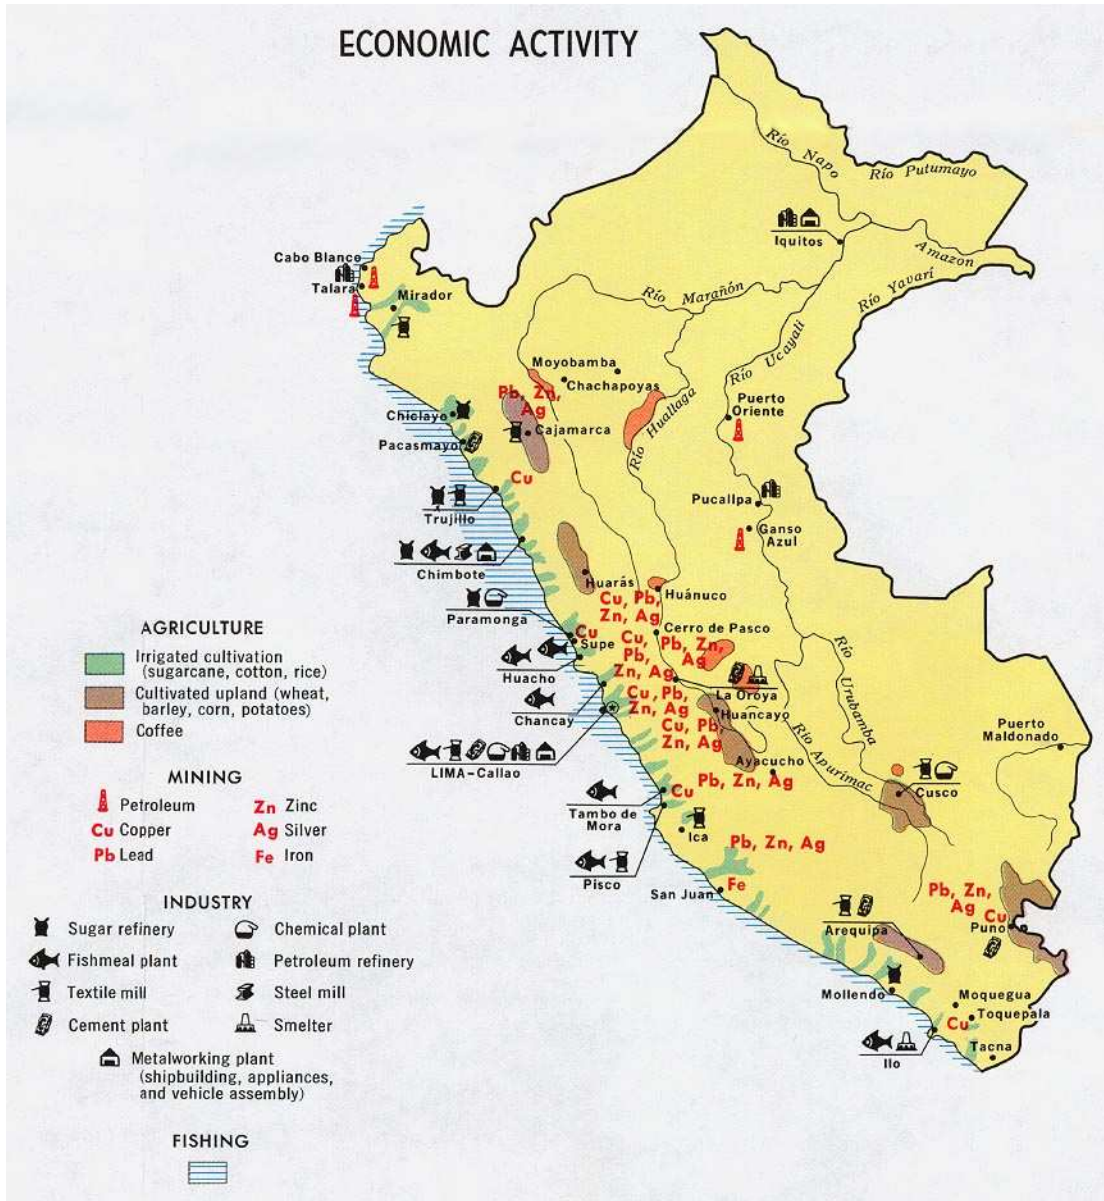 ECONOMIC ACTIVITY
Río Napo
Río Putumayo
Iquitos
Amazon
Río Yavarí
Cabo Blanco
Talara
Mirador
Río Marañón
Río Ucayali
Moyobamba
Chachapoyas
Pb, Zn,
Ag
Chiclayo
Cajamarca
Pacasmayo
Río Huallaga
Puerto
Oriente
Cu
Trujillo
Pucallpa
Ganso
Azul
Chimbote
Huarás
Cu, Pb,
Zn, Ag
Huánuco
Paramonga
Cu
Supe
Cerro de Pasco
Cu,
Pb,
Zn, Ag
Pb, Zn,
Ag
Huacho
La Oroya
Río Urubamba
Chancay
Cu, Pb,
Zn, Ag
Huancayo
Cu, Pb,
Zn, Ag
Puerto
Maldonado
LIMA-Callao
Ayacucho
Río Apurímac
Cusco
Pb, Zn, Ag
Cu
Tambo de
Mora
Ica
Pb, Zn, Ag
Pisco
San Juan
Fe
Pb, Zn,
Ag
Cu
Puno
Arequipa
Mollendo
Moquegua
Toquepala
Cu
Tacna
Ilo
AGRICULTURE
Irrigated cultivation
(sugarcane, cotton, rice)
Cultivated upland (wheat,
barley, corn, potatoes)
Coffee
MINING
Petroleum
Zn Zinc
Cu Copper
Ag Silver
Pb Lead
Fe Iron
INDUSTRY
Sugar refinery
Chemical plant
Fishmeal plant
Petroleum refinery
Textile mill
Steel mill
Cement plant
Smelter
Metalworking plant
(shipbuilding, appliances,
and vehicle assembly)
FISHING